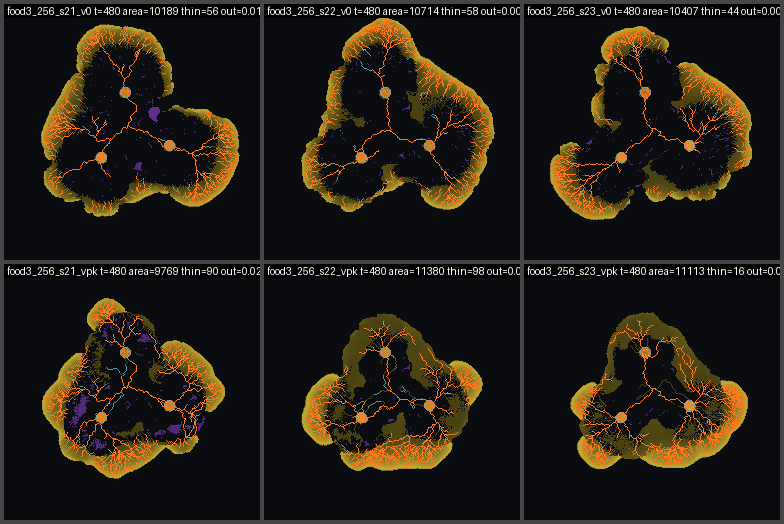 food3_256_s21_v0 t=480 area=10189 thin=56 out=0.01
food3_256_s22_v0 t=480 area=10714 thin=58 out=0.00
food3_256_s23_v0 t=480 area=10407 thin=44 out=0.00
food3_256_s21_vpk t=480 area=9769 thin=90 out=0.02
food3_256_s22_vpk t=480 area=11380 thin=98 out=0.0
food3_256_s23_vpk t=480 area=11113 thin=16 out=0.0